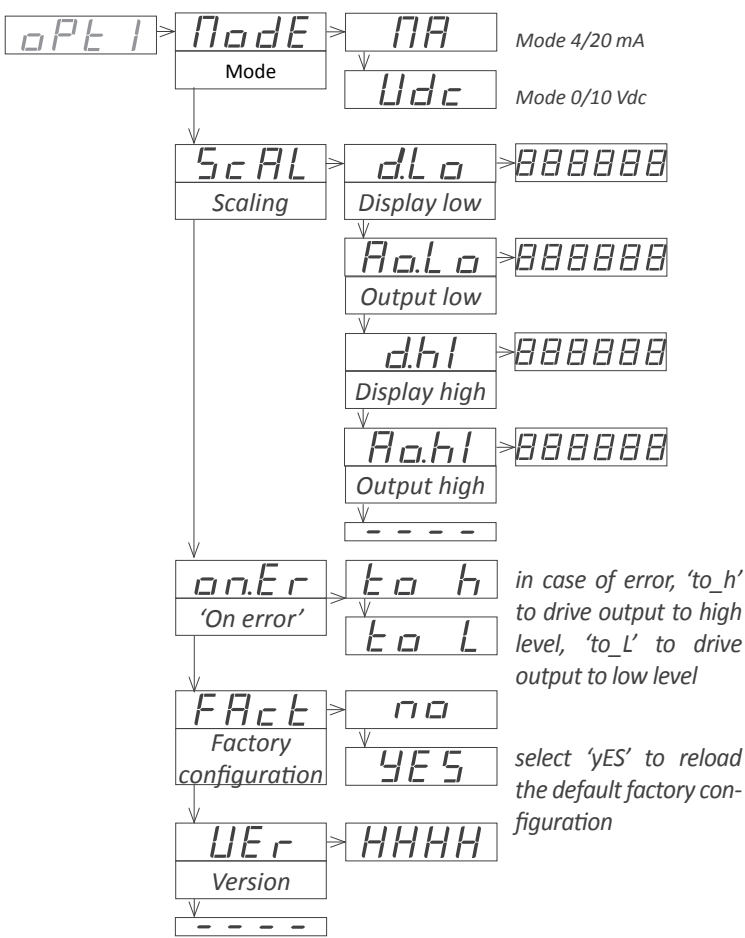 oPt1
ModE
MA
Mode 4/20 mA
Mode
Udc
Mode 0/10 Vdc
ScAL
d.Lo
888888
Scaling
Display low
Ao.Lo
888888
Output low
d.hI
888888
Display high
Ao.hI
888888
Output high
- - - -
on.Er
to h
'On error'
to L
in case of error, 'to_h'
to drive output to high
level, 'to_L' to drive
output to low level
FAct
no
Factory
configuration
yES
select 'yES' to reload
the default factory con-
figuration
VEr
HHHH
Version
- - - -